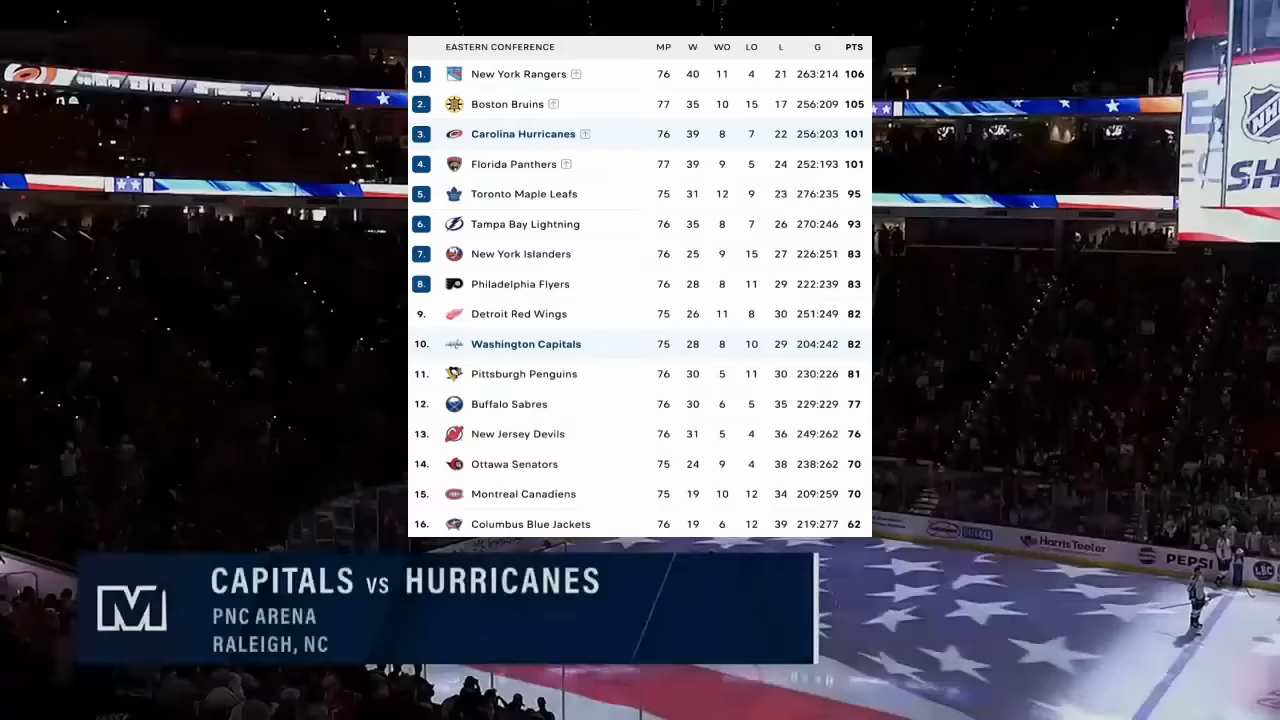 EASTERN CONFERENCE MP W WO LO L G PTS
1. New York Rangers 76 40 11 4 21 263:214 106
2. Boston Bruins 77 35 10 15 17 256:209 105
3. Carolina Hurricanes 76 39 8 7 22 256:203 101
4. Florida Panthers 77 39 9 5 24 252:193 101
5. Toronto Maple Leafs 75 31 12 9 23 276:235 95
6. Tampa Bay Lightning 76 35 8 7 26 270:246 93
7. New York Islanders 76 25 9 15 27 226:251 83
8. Philadelphia Flyers 76 28 8 11 29 222:239 83
9. Detroit Red Wings 75 26 11 8 30 251:249 82
10. Washington Capitals 75 28 8 10 29 204:242 82
11. Pittsburgh Penguins 76 30 5 11 30 230:226 81
12. Buffalo Sabres 76 30 6 5 35 229:229 77
13. New Jersey Devils 76 31 5 4 36 249:262 76
14. Ottawa Senators 75 24 9 4 38 238:262 70
15. Montreal Canadiens 75 19 10 12 34 209:259 70
16. Columbus Blue Jackets 76 19 6 12 39 219:277 62
NHL
SH
Harris Teeter
PEPSI
M
CAPITALS VS HURRICANES
PNC ARENA
RALEIGH, NC